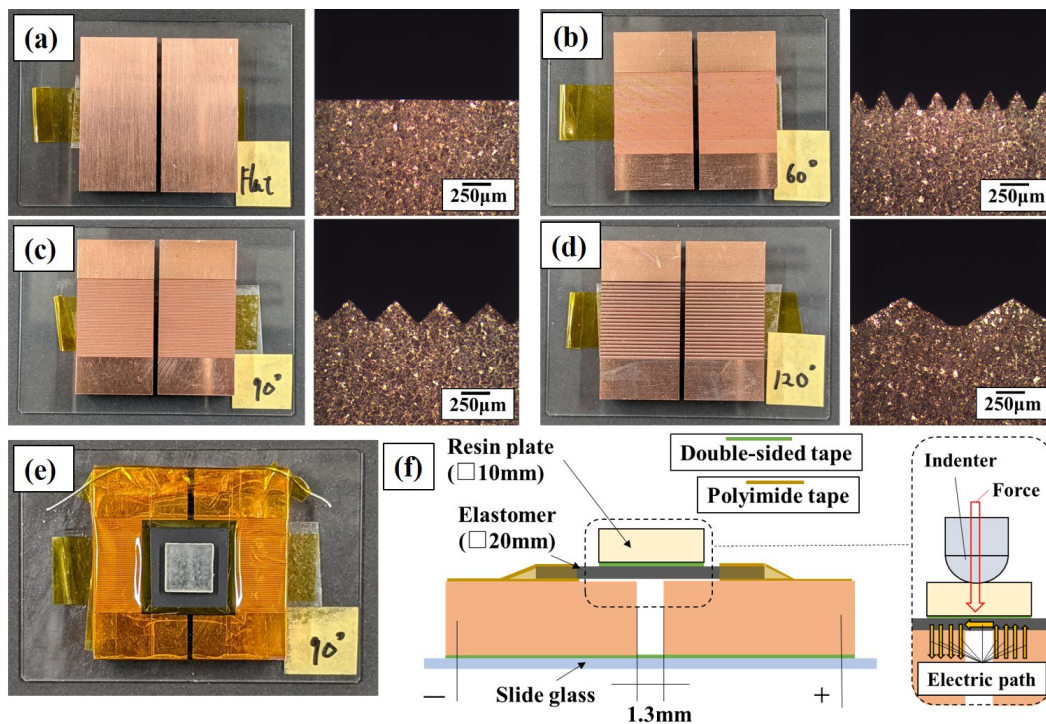 (a)
Flat
250μm
(b)
60°
250μm
(c)
90°
250μm
(d)
120°
250μm
(e)
90°
(f)
Resin plate
(□10mm)
Double-sided tape
Polyimide tape
Elastomer
(□20mm)
Slide glass
1.3mm
—
+
Indenter
Force
Electric path